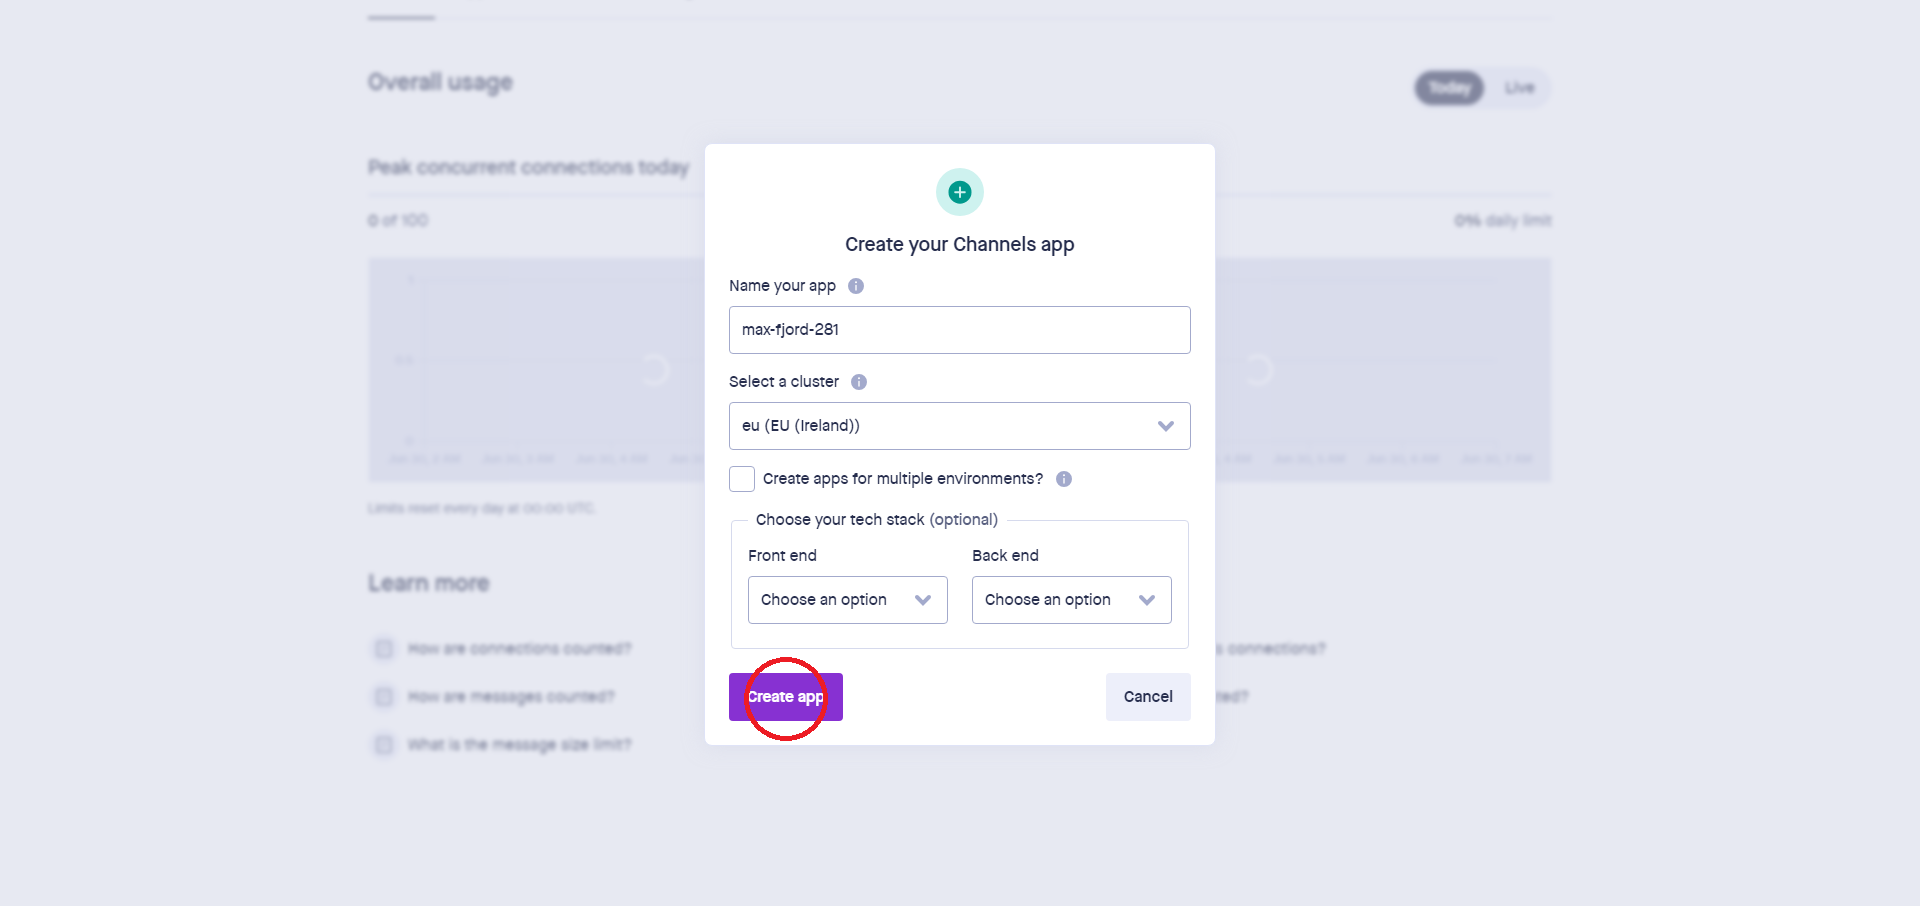 Overall usage
Today
Live
Peak concurrent connections today
0 of 100
0% daily limit
Create your Channels app
Name your app
max-fjord-281
Select a cluster
eu (EU (Ireland))
Create apps for multiple environments?
Limits reset every day at 00:00 UTC.
Choose your tech stack (optional)
Front end
Back end
Choose an option
Choose an option
Learn more
How are connections counted?
connections?
How are messages counted?
What is the message size limit?
Create app
Cancel